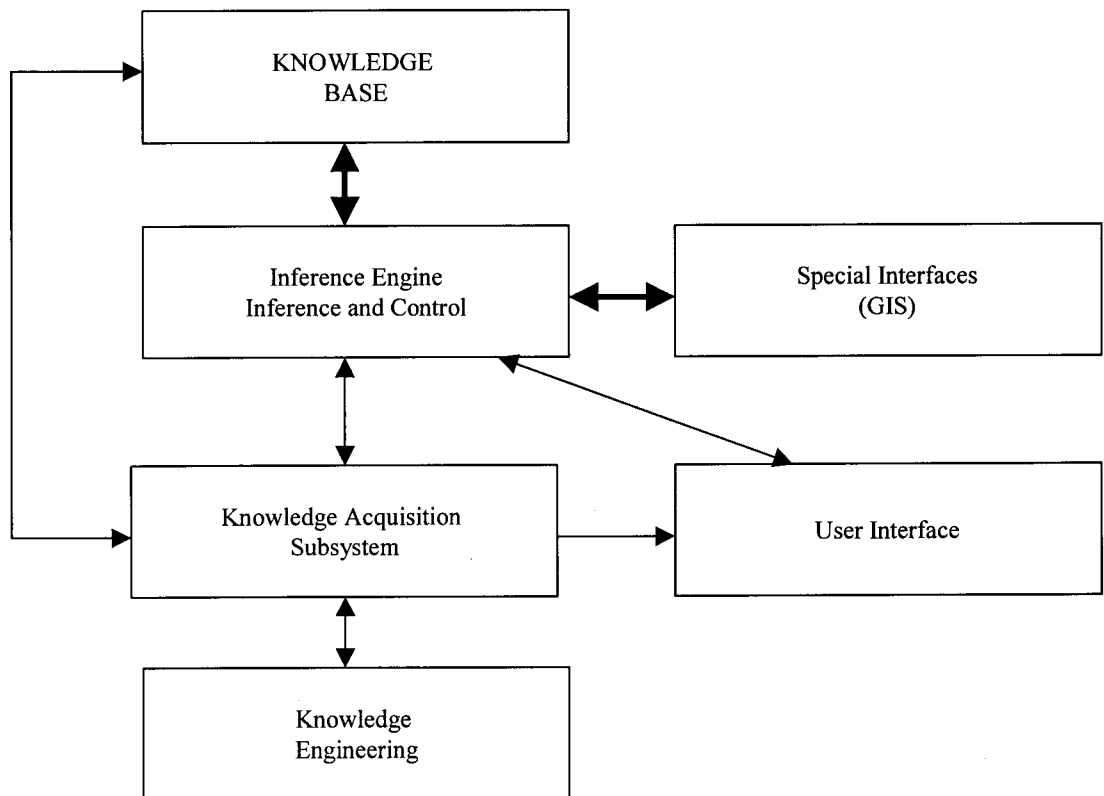 KNOWLEDGE
BASE
Inference Engine
Inference and Control
Special Interfaces
(GIS)
Knowledge Acquisition
Subsystem
User Interface
Knowledge
Engineering